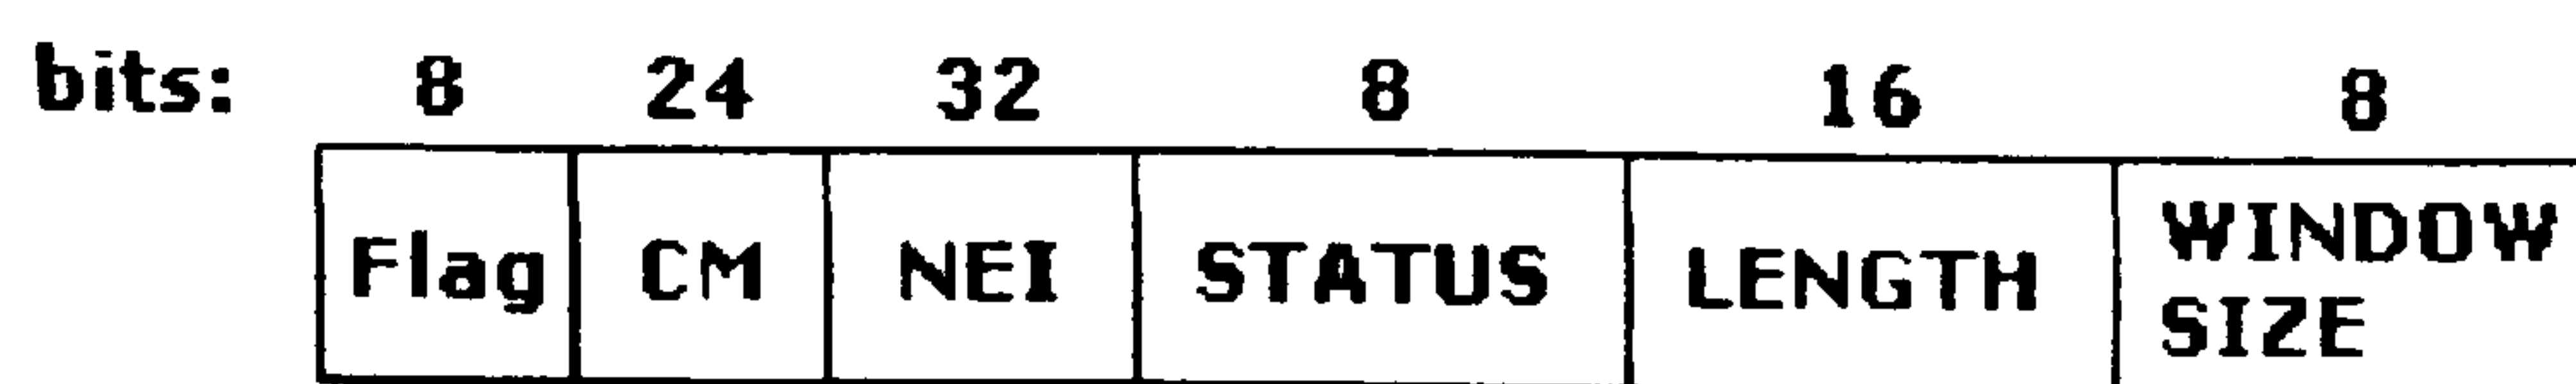 bits: 8 24 32 8 16 8
Flag CM NEI STATUS LENGTH WINDOW
SIZE